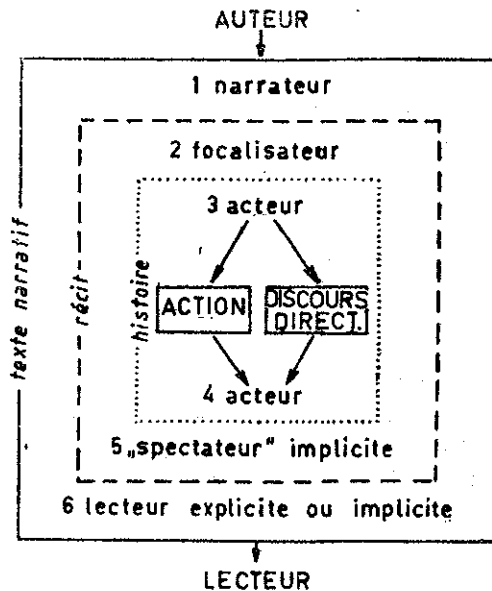 AUTEUR
1 narrateur
2 focalisateur
3 acteur
texte narratif
récit
histoire
ACTION
DISCOURS
DIRECT.
4 acteur
5 „spectateur" implicite
6 lecteur explicite ou implicite
LECTEUR